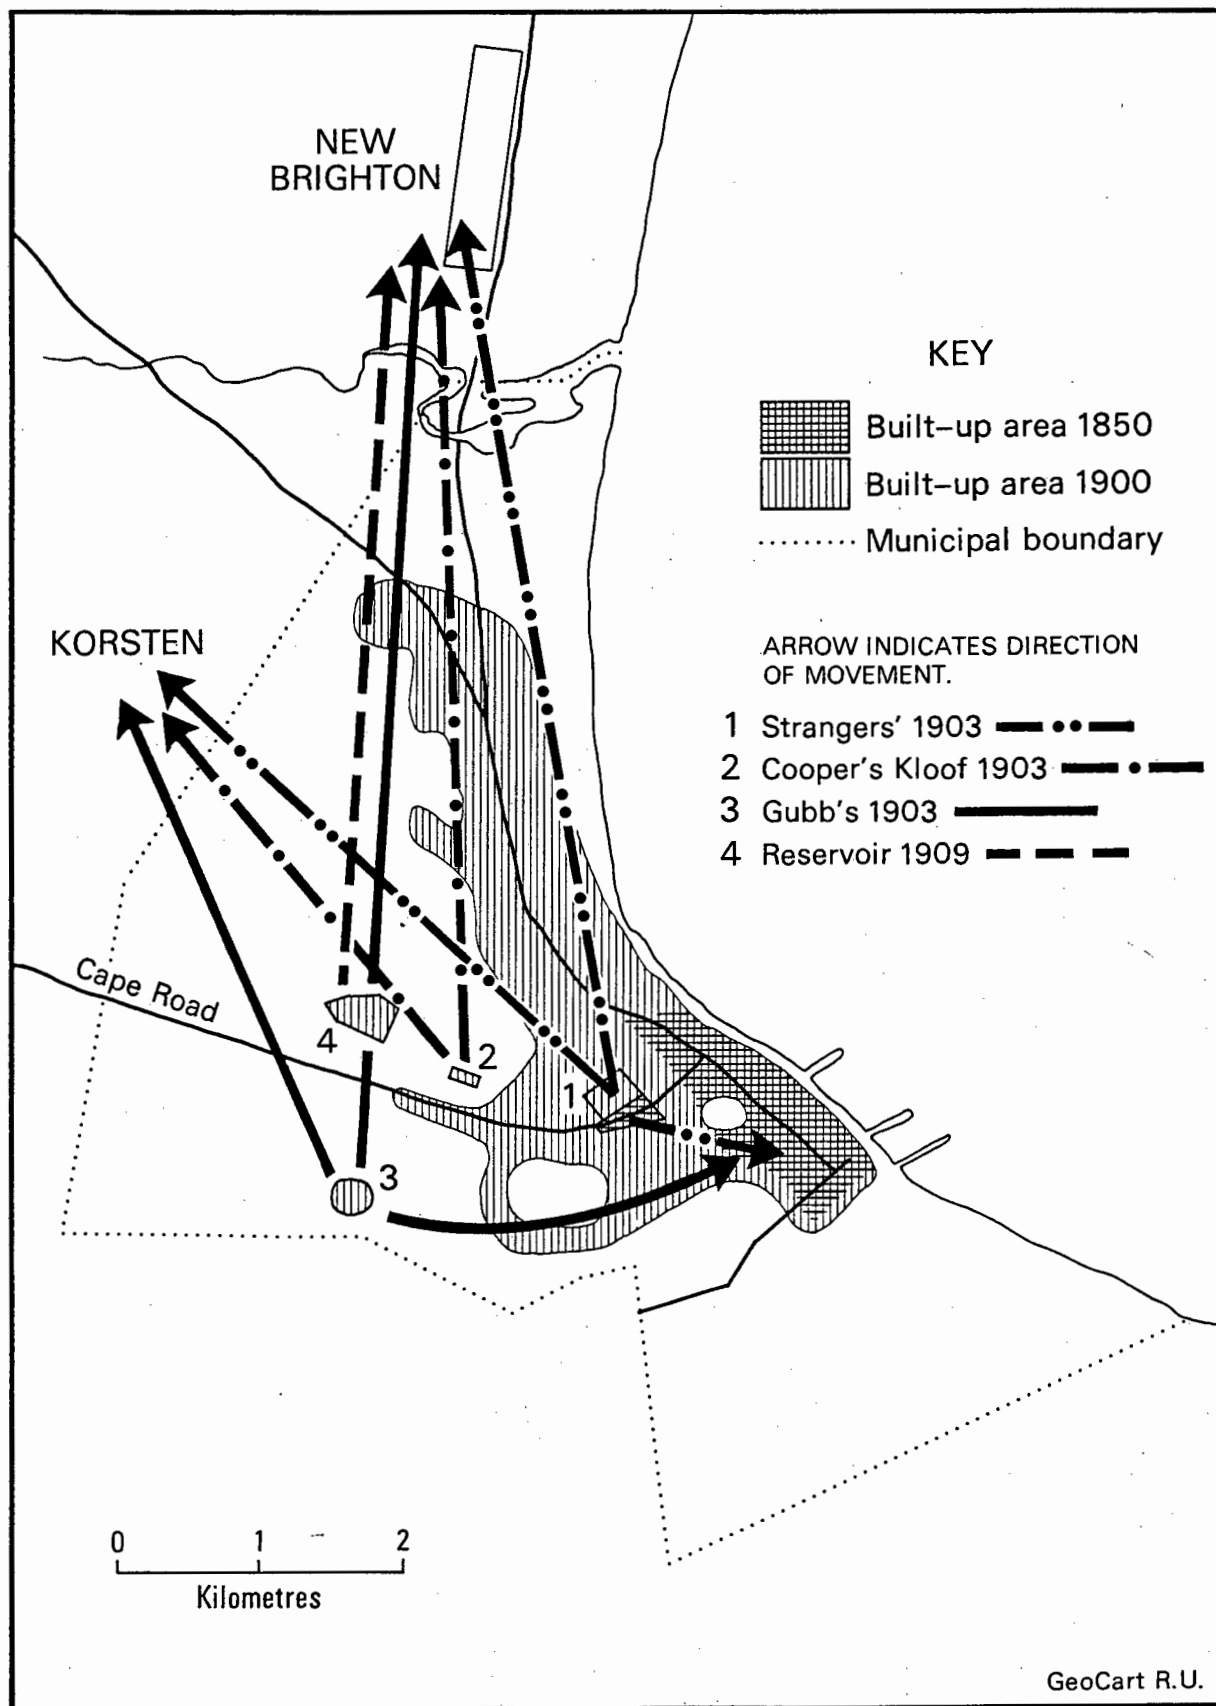 NEW
BRIGHTON
KEY
Built-up area 1850
Built-up area 1900
Municipal boundary
KORSTEN
ARROW INDICATES DIRECTION
OF MOVEMENT.
1 Strangers' 1903
2 Cooper's Kloof 1903
3 Gubb's 1903
4 Reservoir 1909
Cape Road
4
2
1
3
0 1 2
Kilometres
GeoCart R.U.